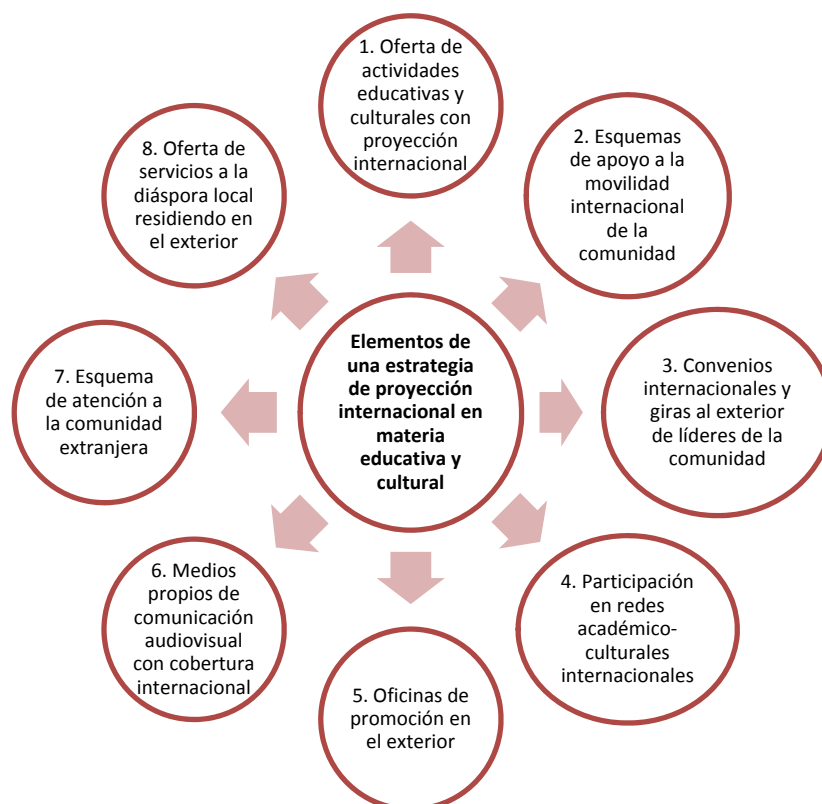 1. Oferta de
actividades
educativas y
culturales con
proyección
internacional
2. Esquemas
de apoyo a la
movilidad
internacional
de la
comunidad
3. Convenios
internacionales y
giras al exterior
de líderes de la
comunidad
4. Participación
en redes
académico-
culturales
internacionales
5. Oficinas de
promoción en
el exterior
6. Medios
propios de
comunicación
audiovisual
con cobertura
internacional
7. Esquema
de atención a
la comunidad
extranjera
8. Oferta de
servicios a la
diáspora local
residiendo en
el exterior
Elementos de
una estrategia
de proyección
internacional en
materia
educativa y
cultural